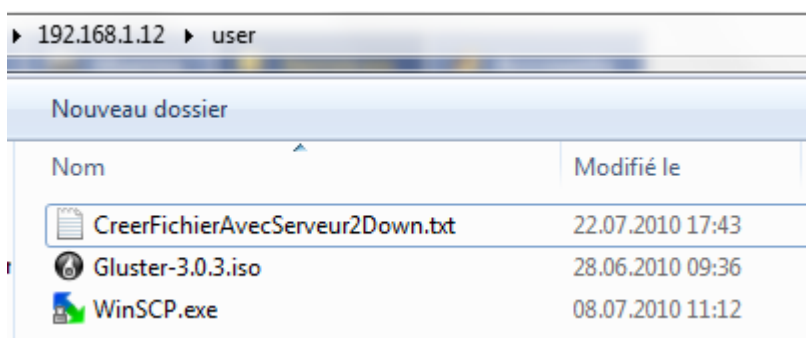 192.168.1.12 user
Nouveau dossier
Nom Modifié le
CreerFichierAvecServeur2Down.txt 22.07.2010 17:43
Gluster-3.0.3.iso 28.06.2010 09:36
WinSCP.exe 08.07.2010 11:12